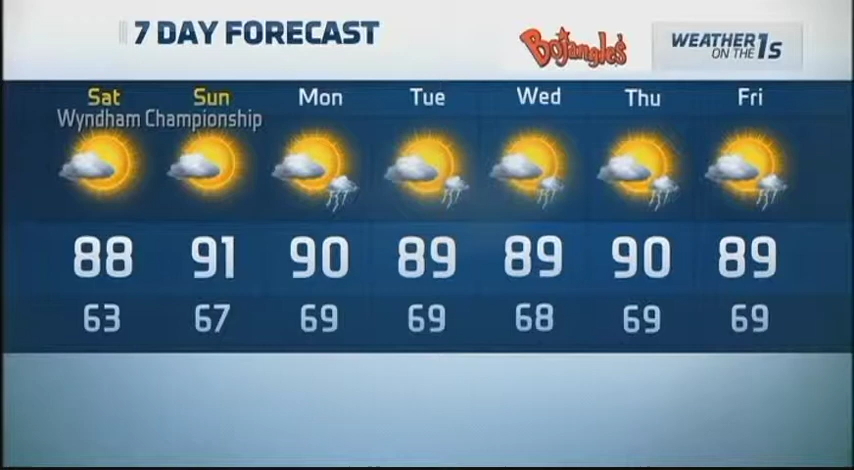 7 DAY FORECAST
Bojangles'
WEATHER
ON THE 1s
Sat Sun Mon Tue Wed Thu Fri
Wyndham Championship
88 91 90 89 89 90 89
63 67 69 69 68 69 69